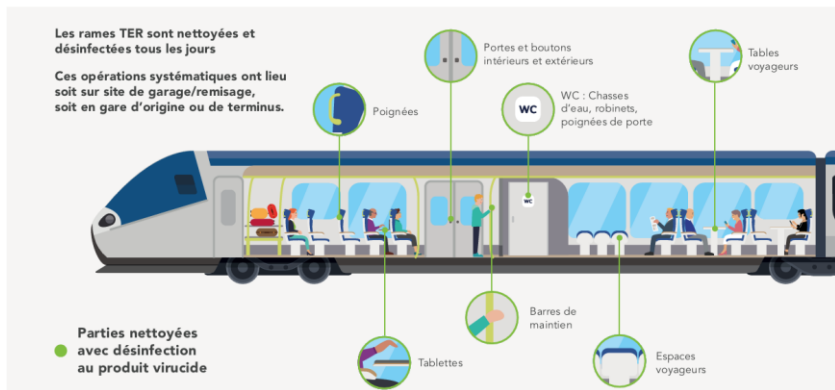 Les rames TER sont nettoyées et
désinfectées tous les jours
Ces opérations systématiques ont lieu
soit sur site de garage/remisage,
soit en gare d'origine ou de terminus.
Poignées
Portes et boutons
intérieurs et extérieurs
WC
WC : Chasses
d'eau, robinets,
poignées de porte
Tables
voyageurs
WC
Parties nettoyées
avec désinfection
au produit virucide
Tablettes
Barres de
maintien
Espaces
voyageurs